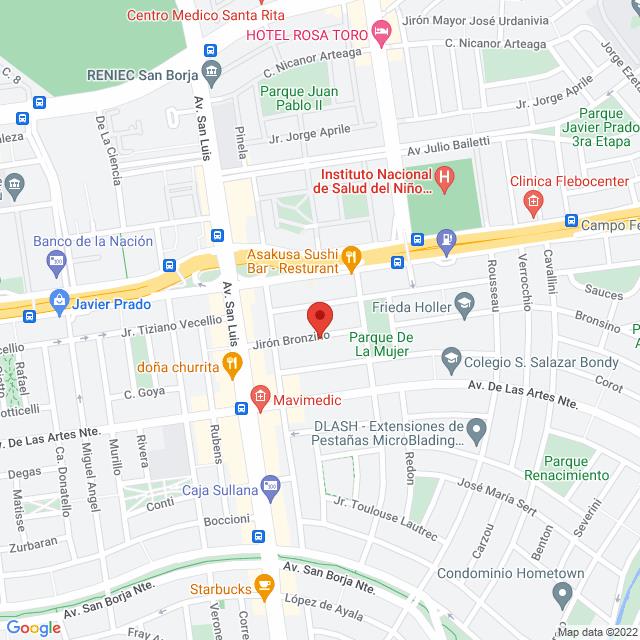 Centro Medico Santa Rita
Jirón Mayor José Urdanivia
HOTEL ROSA TORO
C. Nicanor Arteaga
C. Nicanor Arteaga
RENIEC San Borja
C. 8
Av. San Luis
Parque Juan
Pablo II
Jr. Jorge Aprile
Parque
Javier Prado
3ra Etapa
De La Ciencia
Pinela
Jr. Jorge Aprile
Av Julio Bailetti
Instituto Nacional
de Salud del Niño...
Clinica Flebocenter
Campo Fe
Banco de la Nación
Asakusa Sushi
Bar - Resturant
Rousseau
Verrocchio
Cavallini
Sauces
Javier Prado
Av. San Luis
Frieda Holler
Bronsino
Jr. Tiziano Vecellio
Jirón Bronzino
Parque De
La Mujer
doña churrita
Colegio S. Salazar Bondy
Corot
Rafael
C. Goya
Mavimedic
Av. De Las Artes Nte.
Av. De Las Artes Nte.
DLASH - Extensiones de
Pestañas MicroBlading...
Rivera
Rubens
Murillo
Miguel Angel
Ca. Donatello
Matisse
Degas
Redon
Parque
Renacimiento
Conti
Caja Sullana
José María Sert
Boccioni
Jr. Toulouse Lautrec
Severini
Zurbaran
Carzou
Benton
Av. San Borja Nte.
Av. San Borja Nte.
Condominio Hometown
Starbucks
López de Ayala
Verone
Corre
Fray A
Google
Map data ©2022